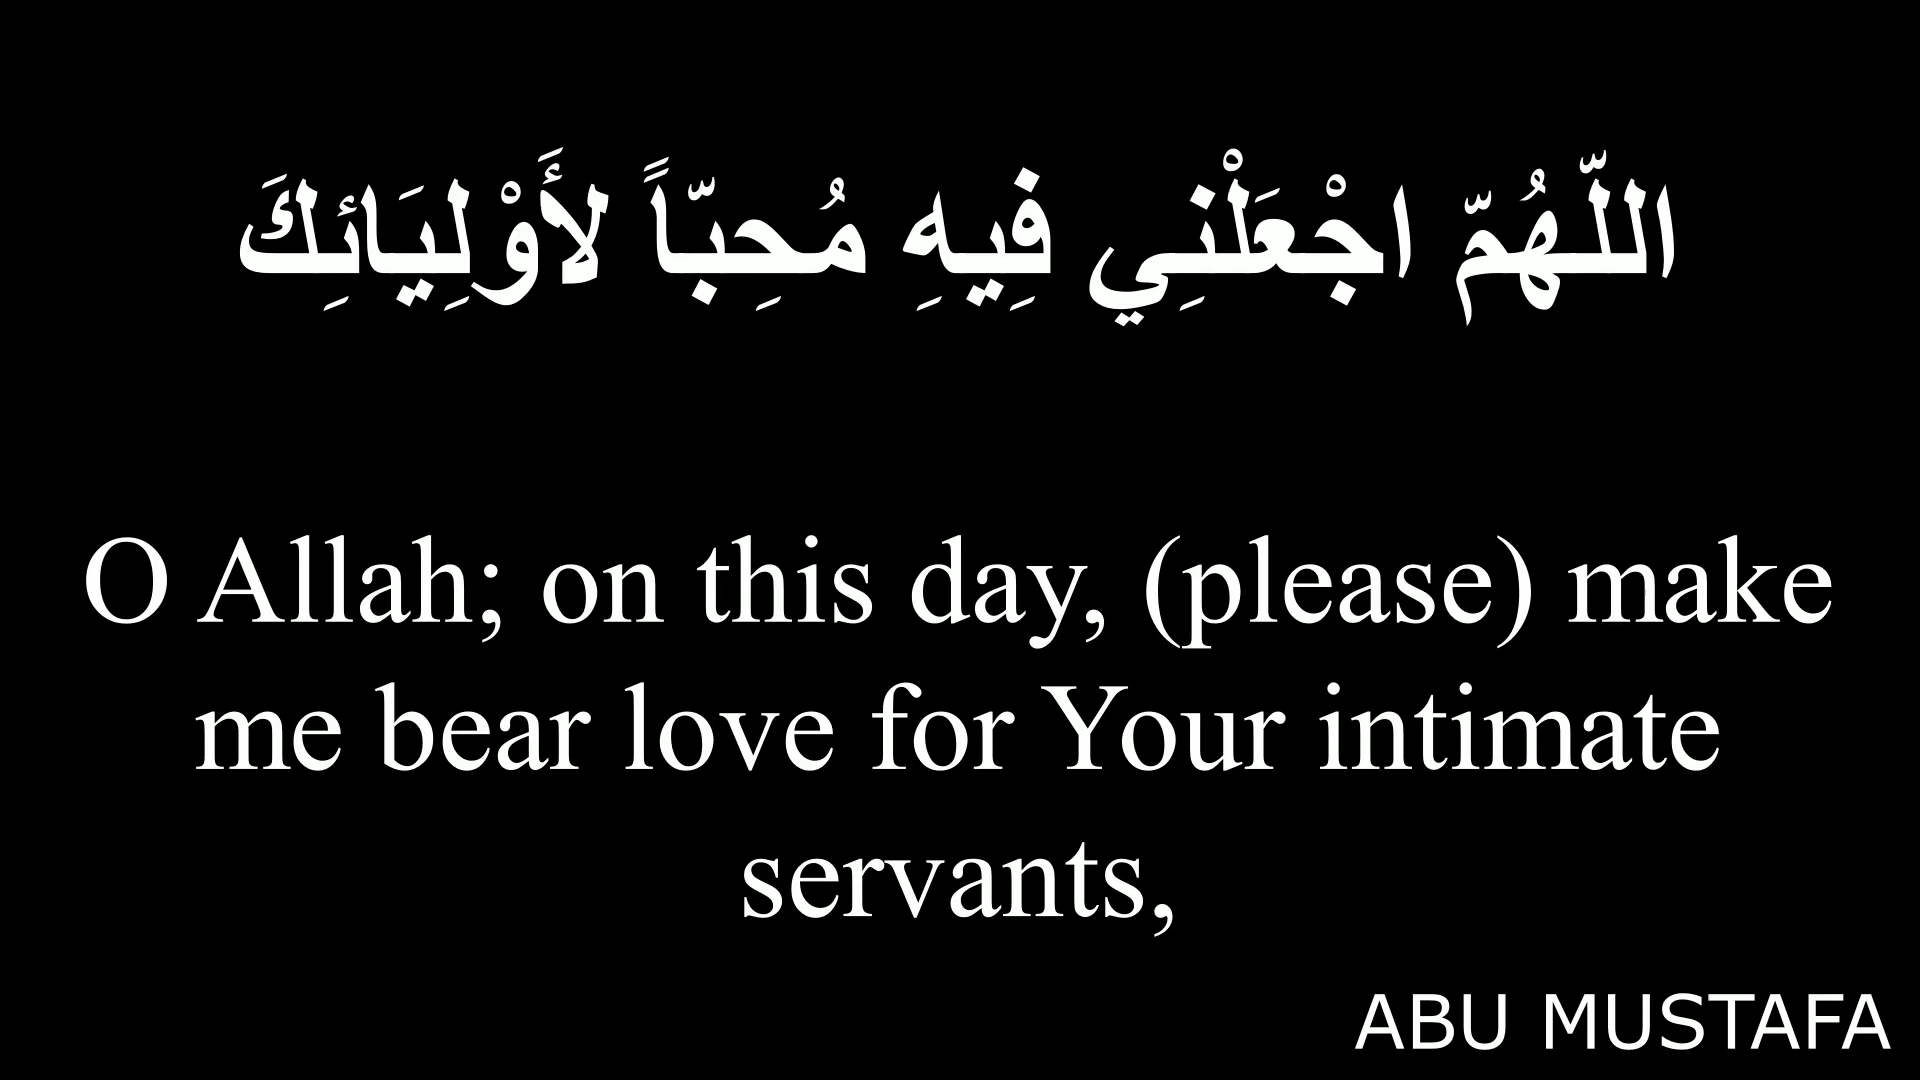 اللّهُمّ اجْعَلْنِي فِيهِ مُحِبّاً لأَوْلِيَائِكَ
O Allah; on this day, (please) make
me bear love for Your intimate
servants,
ABU MUSTAFA